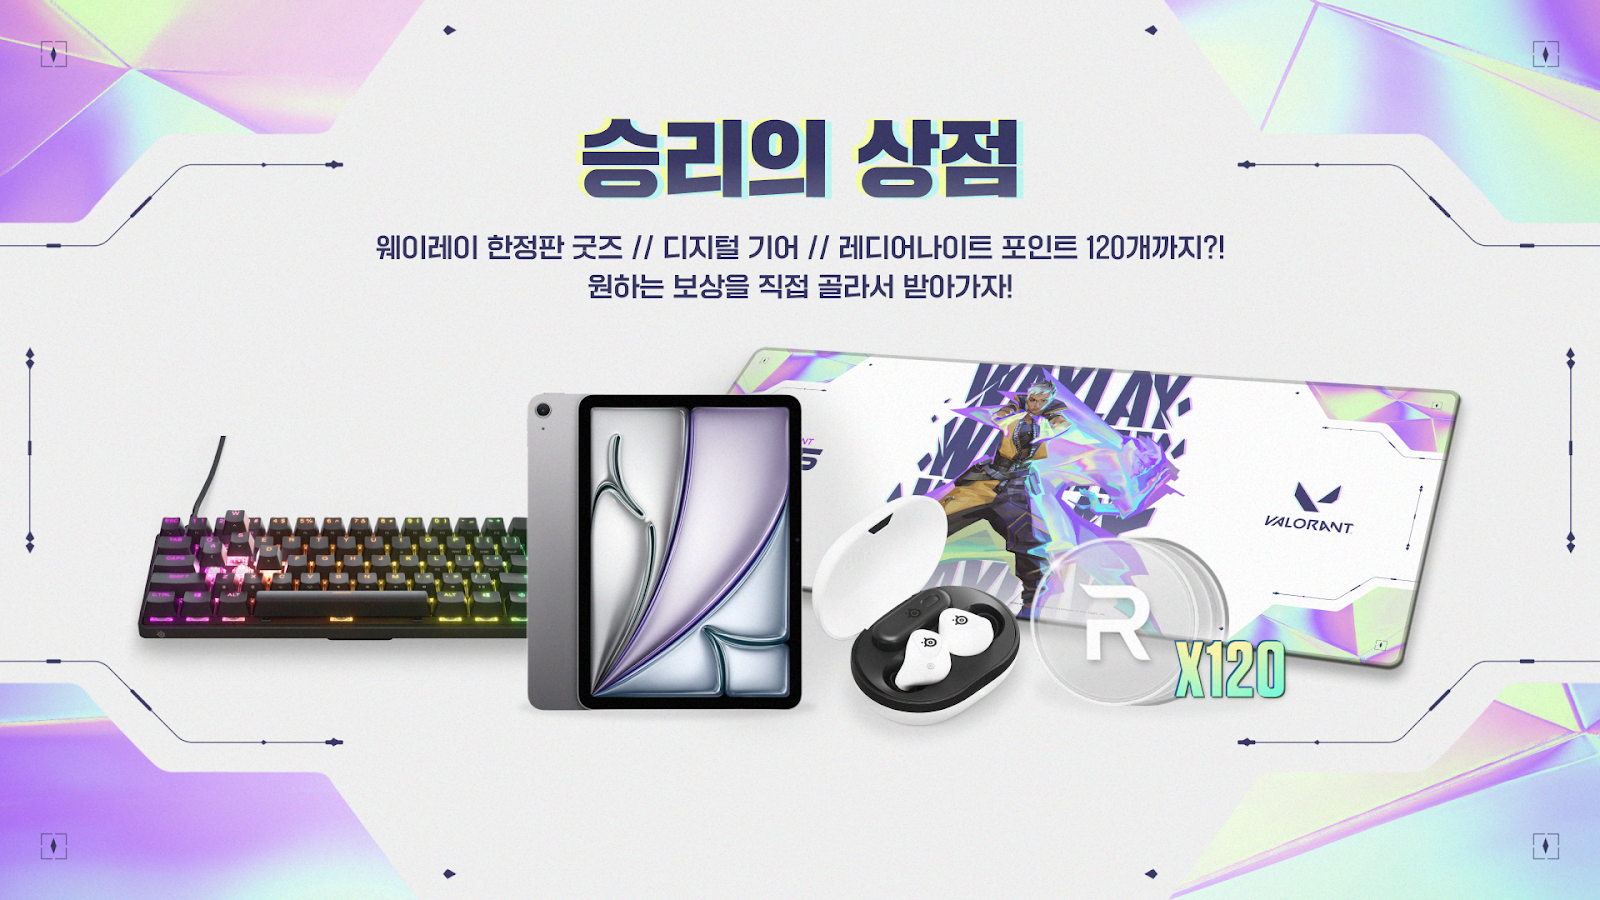 승리의 상점
웨이레이 한정판 굿즈 // 디지털 기어 // 레디어나이트 포인트 120개까지?!
원하는 보상을 직접 골라서 받아가자!
WAYLAY
VALORANT
R
X120